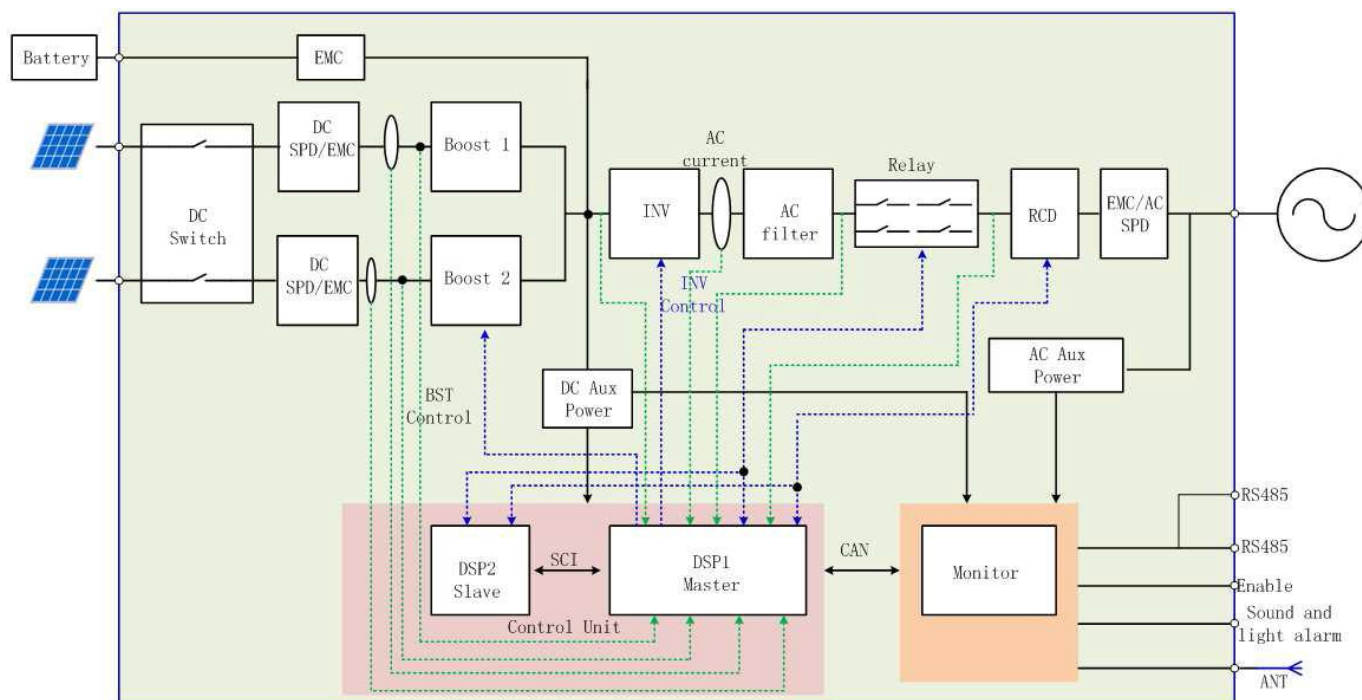 Battery
EMC
DC
SPD/EMC
Boost 1
AC
current
Relay
INV
AC
filter
RCD
EMC/AC
SPD
DC
Switch
DC
SPD/EMC
Boost 2
INV
Control
AC Aux
Power
DC Aux
Power
BST
Control
RS485
RS485
DSP2
Slave
SCI
DSP1
Master
CAN
Monitor
Enable
Control Unit
Sound and
light alarm
ANT